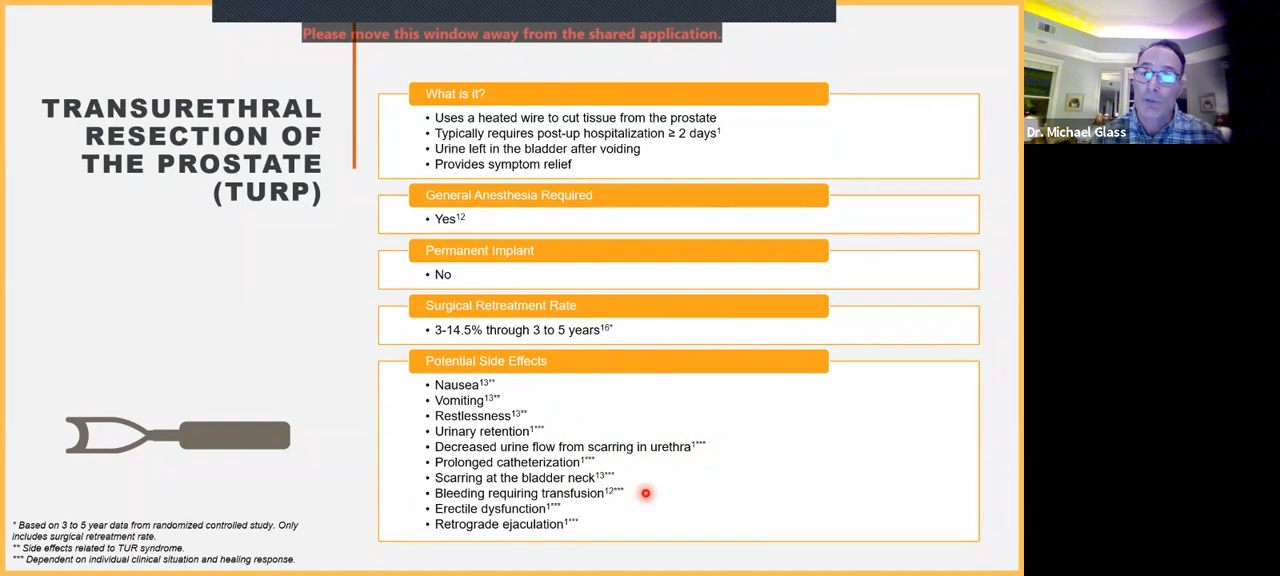 Please move this window away from the shared application.
TRANSURETHRAL
RESECTION OF
THE PROSTATE
(TURP)
What is it?
• Uses a heated wire to cut tissue from the prostate
• Typically requires post-up hospitalization ≥ 2 days1
• Urine left in the bladder after voiding
• Provides symptom relief
General Anesthesia Required
• Yes12
Permanent Implant
• No
Surgical Retreatment Rate
• 3-14.5% through 3 to 5 years16*
Potential Side Effects
• Nausea13**
• Vomiting13**
• Restlessness13**
• Urinary retention1***
• Decreased urine flow from scarring in urethra1***
• Prolonged catheterization1***
• Scarring at the bladder neck13***
• Bleeding requiring transfusion12***
• Erectile dysfunction1***
• Retrograde ejaculation1***
* Based on 3 to 5 year data from randomized controlled study. Only
includes surgical retreatment rate.
** Side effects related to TUR syndrome.
*** Dependent on individual clinical situation and healing response.
Dr. Michael Glass